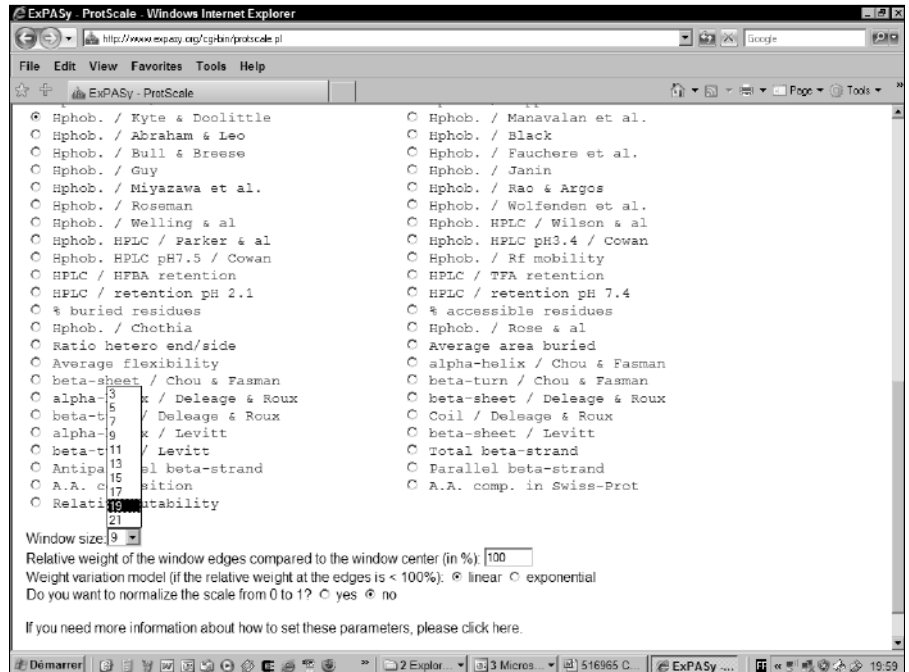 ExPASy - ProtScale - Windows Internet Explorer
http://www.expasy.org/cgi-bin/protscale.pl
Google
File Edit View Favorites Tools Help
ExPASy - ProtScale
Page Tools
Hphob. / Kyte & Doolittle Hphob. / Manavalan et al.
Hphob. / Abraham & Leo Hphob. / Black
Hphob. / Bull & Breese Hphob. / Fauchere et al.
Hphob. / Guy Hphob. / Janin
Hphob. / Miyazawa et al. Hphob. / Rao & Argos
Hphob. / Roseman Hphob. / Wolfenden et al.
Hphob. / Welling & al Hphob. HPLC / Wilson & al
Hphob. HPLC / Parker & al Hphob. HPLC pH3.4 / Cowan
Hphob. HPLC pH7.5 / Cowan Hphob. / Rf mobility
HPLC / HFBA retention HPLC / TFA retention
HPLC / retention pH 2.1 HPLC / retention pH 7.4
% buried residues % accessible residues
Hphob. / Chothia Hphob. / Rose & al
Ratio hetero end/side Average area buried
Average flexibility alpha-helix / Chou & Fasman
beta-sheet / Chou & Fasman beta-turn / Chou & Fasman
alpha- 3 x / Deleage & Roux beta-sheet / Deleage & Roux
5
beta-t 7 / Deleage & Roux Coil / Deleage & Roux
alpha- 9 x / Levitt beta-sheet / Levitt
beta-t 11 / Levitt Total beta-strand
Antipa 13 el beta-strand Parallel beta-strand
15
A.A. c 17 sition A.A. comp. in Swiss-Prot
Relati 19 utability
21
Window size: 9
Relative weight of the window edges compared to the window center (in %): 100
Weight variation model (if the relative weight at the edges is < 100%): linear exponential
Do you want to normalize the scale from 0 to 1? yes no
If you need more information about how to set these parameters, please click here.
Démarrer 2 Explor... 3 Micros... 516965 C... ExPASy -... 19:59